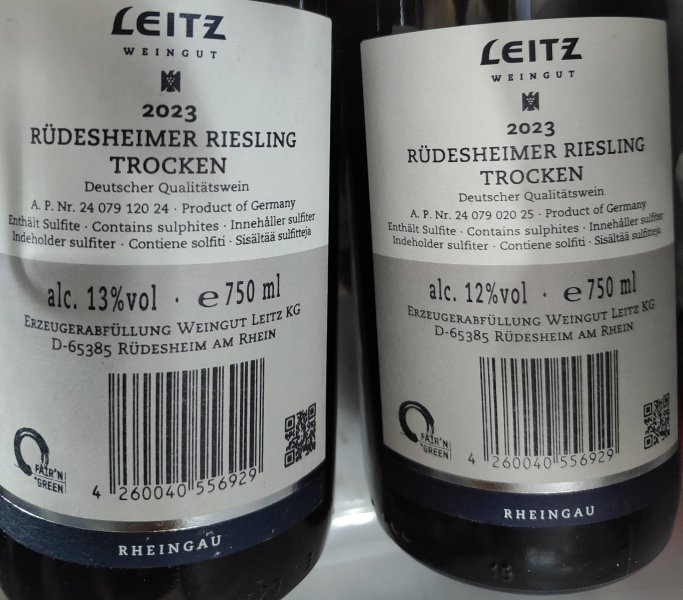 LEITZ
WEINGUT
2023
RÜDESHEIMER RIESLING
TROCKEN
Deutscher Qualitätswein
A. P. Nr. 24 079 120 24 · Product of Germany
Enthält Sulfite · Contains sulphites · Innehåller sulfiter
Indeholder sulfiter · Contiene solfiti · Sisältää sulfitteja
alc. 13%vol · e 750 ml
ERZEUGERABFÜLLUNG WEINGUT LEITZ KG
D-65385 RÜDESHEIM AM RHEIN
FAIR'N
GREEN
4 260040 556929
RHEINGAU
LEITZ
WEINGUT
2023
RÜDESHEIMER RIESLING
TROCKEN
Deutscher Qualitätswein
A. P. Nr. 24 079 020 25 · Product of Germany
Enthält Sulfite · Contains sulphites · Innehåller sulfiter
Indeholder sulfiter · Contiene solfiti · Sisältää sulfitteja
alc. 12%vol · e 750 ml
ERZEUGERABFÜLLUNG WEINGUT LEITZ KG
D-65385 RÜDESHEIM AM RHEIN
FAIR'N
GREEN
4 260040 556929
RHEINGAU